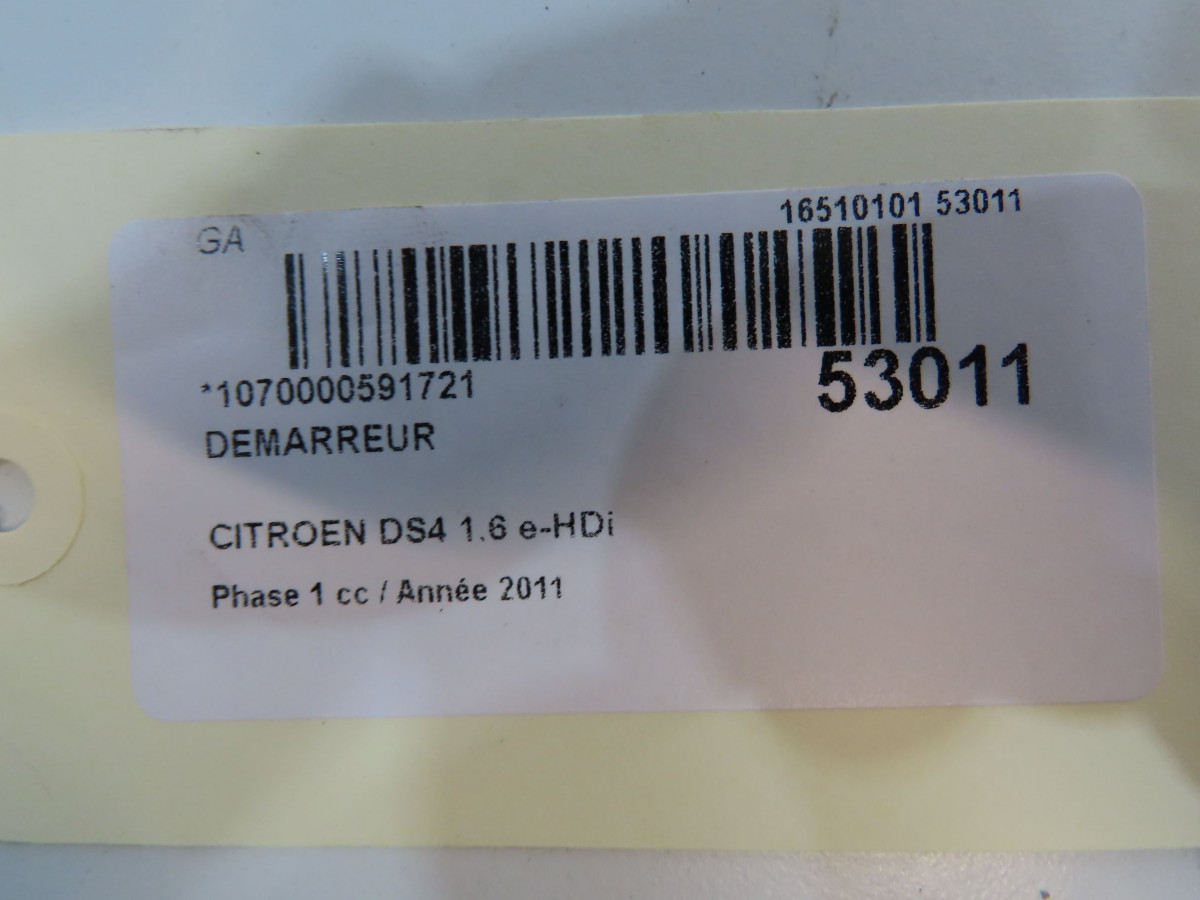 16510101 53011
GA
*1070000591721
53011
DEMARREUR
CITROEN DS4 1.6 e-HDi
Phase 1 cc / Année 2011